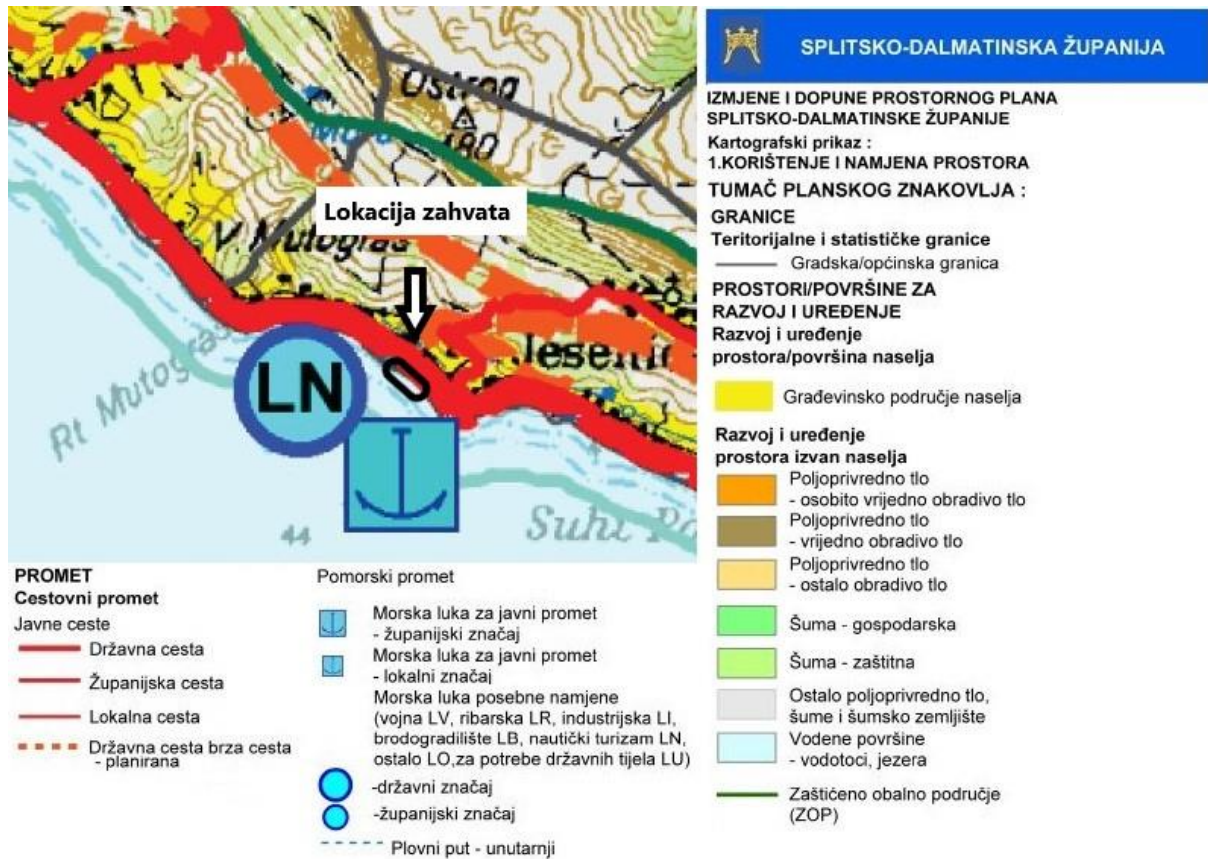 Ostrog
180
Lokacija zahvata
V. Mutogras
LN
Rt Mutogras
44
SPLITSKO-DALMATINSKA ŽUPANIJA
IZMJENE I DOPUNE PROSTORNOG PLANA
SPLITSKO-DALMATINSKE ŽUPANIJE
Kartografski prikaz :
1.KORIŠTENJE I NAMJENA PROSTORA
TUMAČ PLANSKOG ZNAKOVLJA :
GRANICE
Teritorijalne i statističke granice
Gradska/općinska granica
PROSTORI/POVRŠINE ZA
RAZVOJ I UREĐENJE
Razvoj i uređenje
prostora/površina naselja
Građevinsko područje naselja
Razvoj i uređenje
prostora izvan naselja
Poljoprivredno tlo
- osobito vrijedno obradivo tlo
Poljoprivredno tlo
- vrijedno obradivo tlo
Poljoprivredno tlo
- ostalo obradivo tlo
Šuma - gospodarska
Šuma - zaštitna
Ostalo poljoprivredno tlo,
šume i šumsko zemljište
Vodene površine
- vodotoci, jezera
Zaštićeno obalno područje
(ZOP)
PROMET
Cestovni promet
Javne ceste
Državna cesta
Županijska cesta
Lokalna cesta
Državna cesta brza cesta
- planirana
Pomorski promet
Morska luka za javni promet
- županijski značaj
Morska luka za javni promet
- lokalni značaj
Morska luka posebne namjene
(vojna LV, ribarska LR, industrijska LI,
brodogradilište LB, nautički turizam LN,
ostalo LO,za potrebe državnih tijela LU)
-državni značaj
-županijski značaj
Plovni put - unutarnji